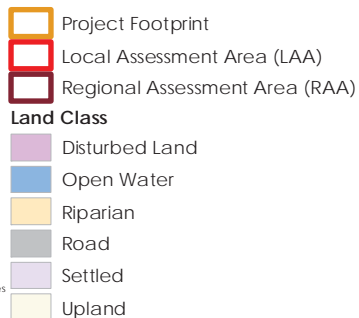 Project Footprint
Local Assessment Area (LAA)
Regional Assessment Area (RAA)
Land Class
Disturbed Land
Open Water
Riparian
Road
Settled
es
Upland